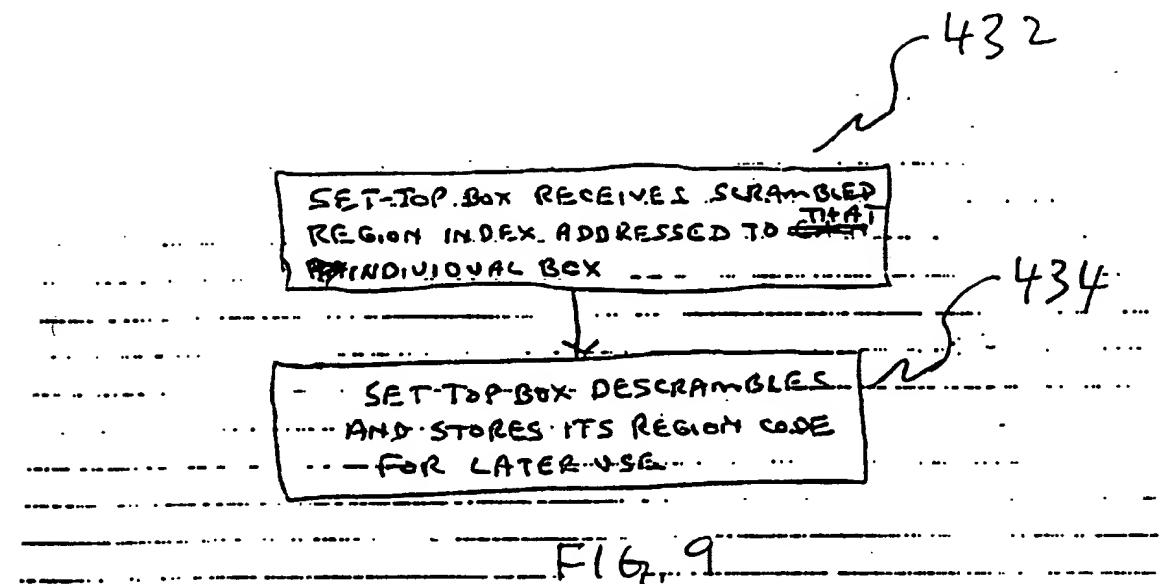 432
SET-TOP BOX RECEIVES SCRAMBLED
REGION INDEX ADDRESSED TO THAT
INDIVIDUAL BOX
434
SET-TOP-BOX DESCRAMBLES
AND STORES ITS REGION CODE
FOR LATER USE
FIG. 9